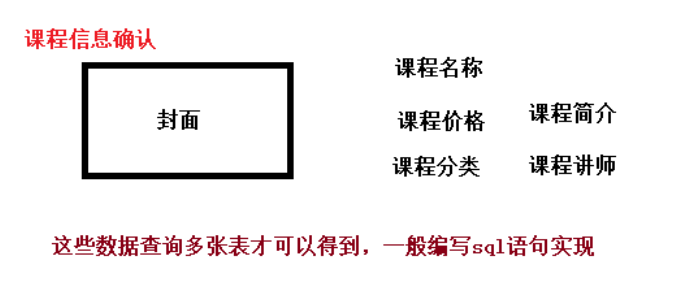 课程信息确认
封面
课程名称
课程价格 课程简介
课程分类 课程讲师
这些数据查询多张表才可以得到，一般编写sql语句实现